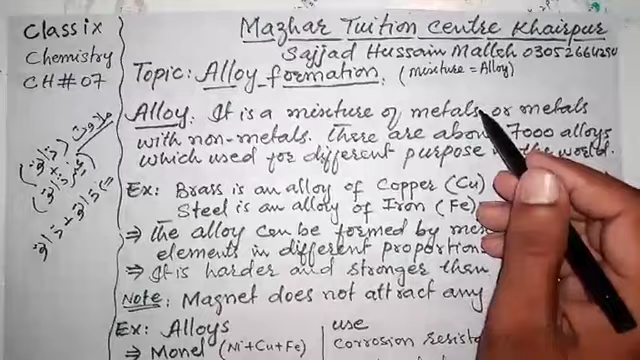 Class ix
Chemistry
CH # 07
Mazhar Tuition Centre Khairpur
Sajjad Hussain Malleh
Topic: Alloy formation. (mixture = Alloy)
Alloy: It is a mixture of metals or metals
with non-metals. There are about 7000 alloys
which used for different purpose in the world.
Ex: Brass is an alloy of Copper (Cu)
Steel is an alloy of Iron (Fe)
⇒ The alloy can be formed by
elements in different proportion
⇒ It is harder and stronger than
Note: Magnet does not attract any
Ex: Alloys
use
⇒ Monel (Ni+Cu+Fe)
corrosion